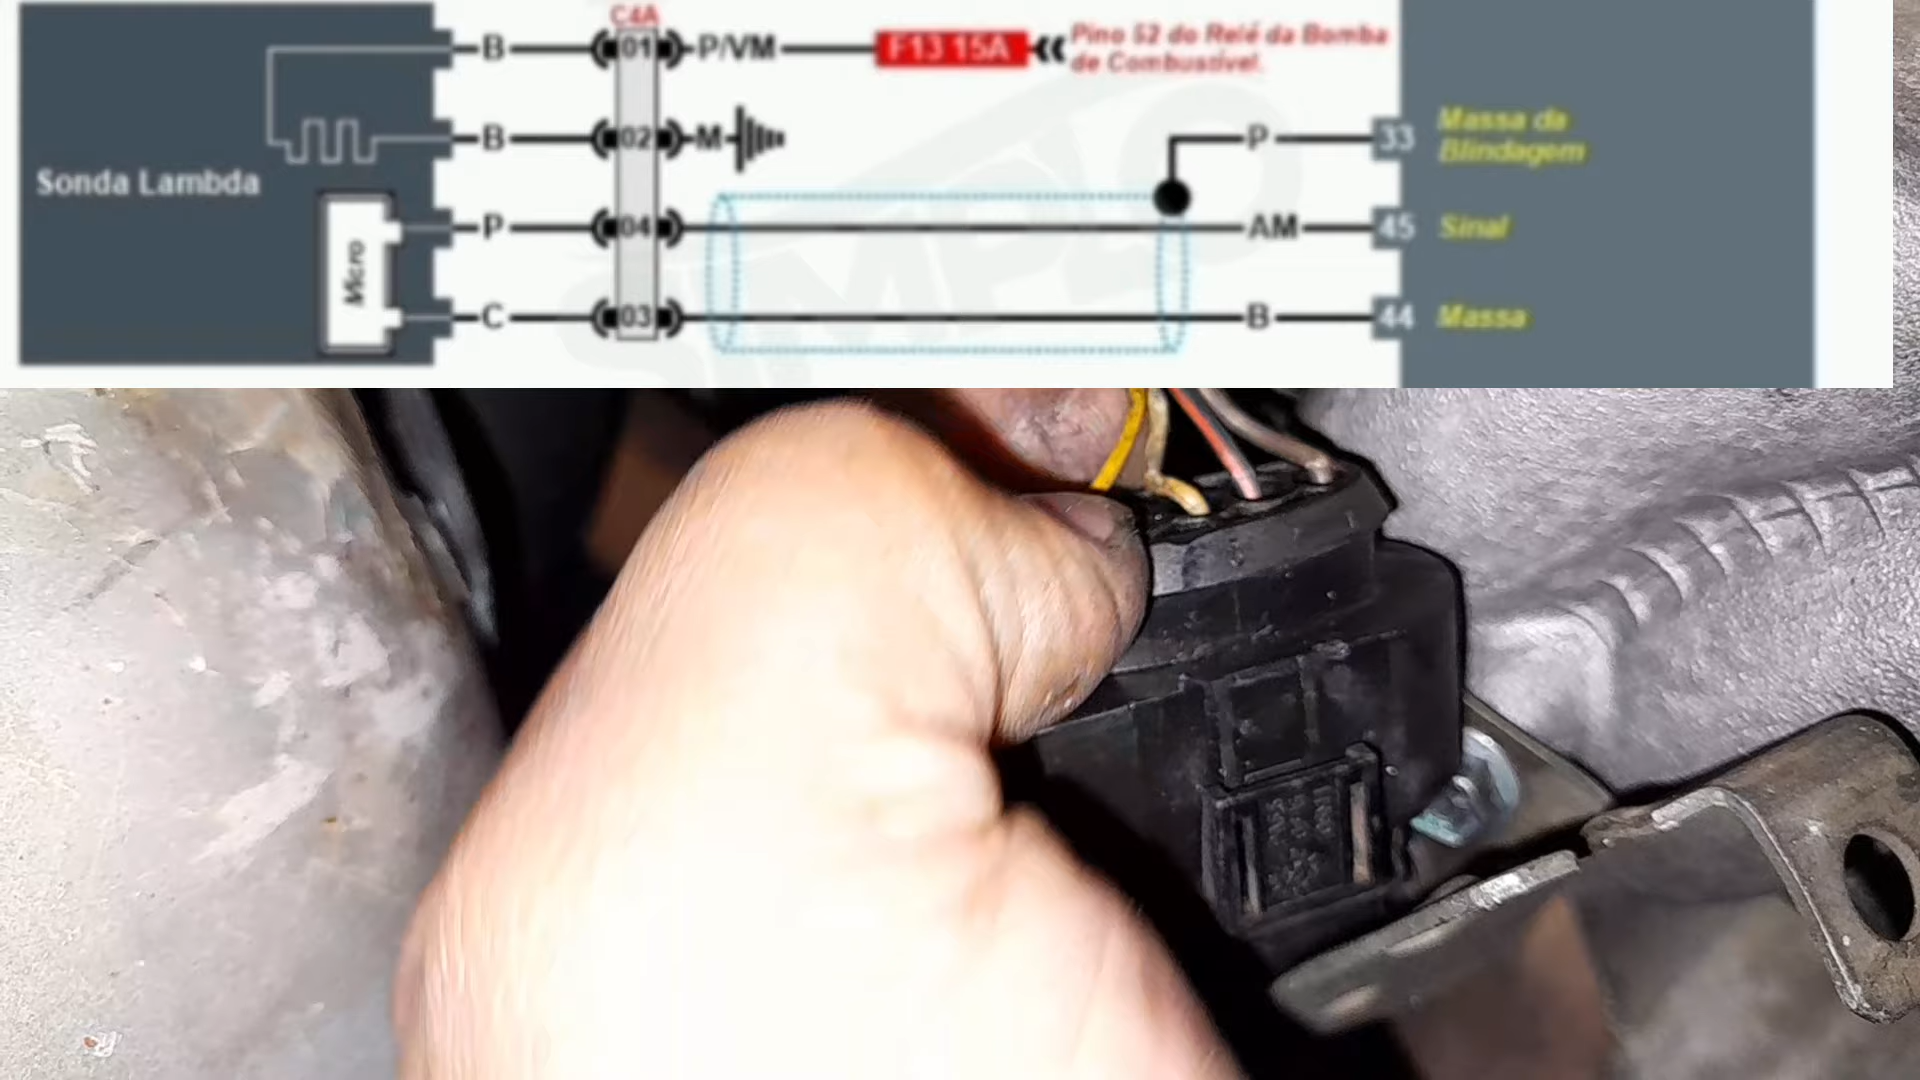 C4A
B 01 P/VM F13 15A Pino 52 do Relé da Bomba
de Combustível.
B 02 M P 33 Massa da
Blindagem
Sonda Lambda
P 04 AM 45 Sinal
Micro
C 03 B 44 Massa
SIMPLO